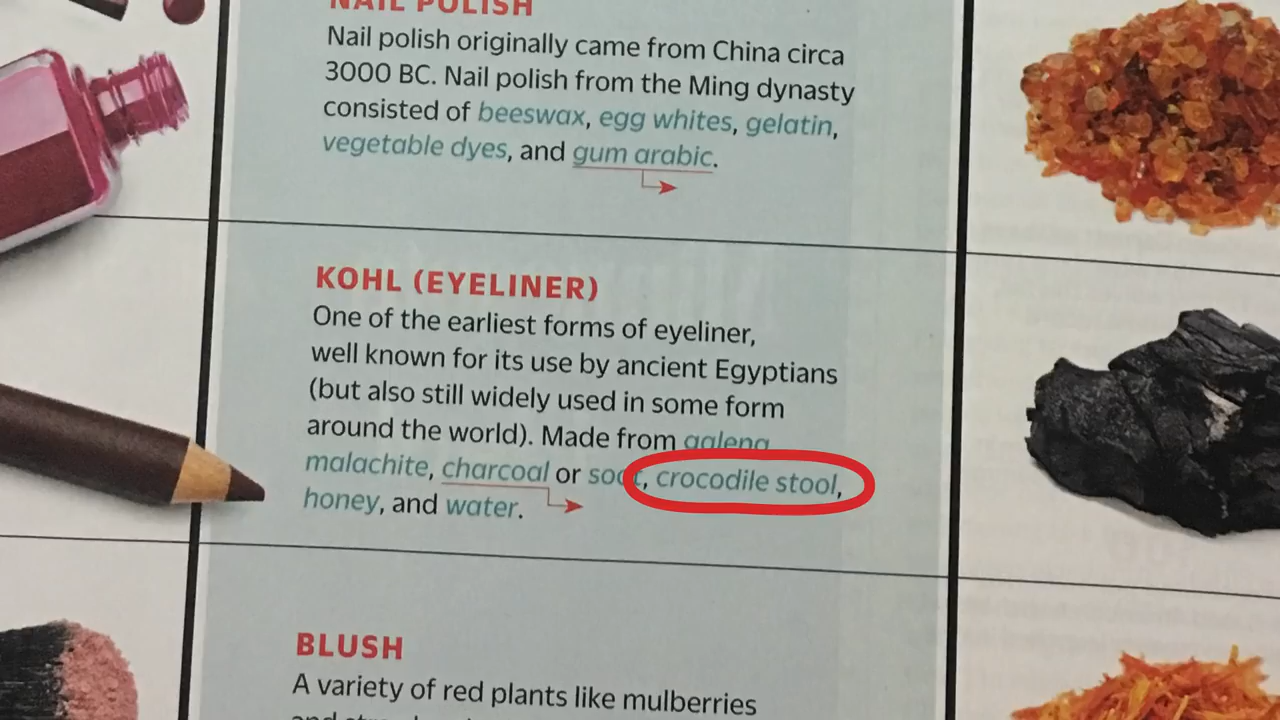 NAIL POLISH
Nail polish originally came from China circa
3000 BC. Nail polish from the Ming dynasty
consisted of beeswax, egg whites, gelatin,
vegetable dyes, and gum arabic.
KOHL (EYELINER)
One of the earliest forms of eyeliner,
well known for its use by ancient Egyptians
(but also still widely used in some form
around the world). Made from galena
malachite, charcoal or soot, crocodile stool,
honey, and water.
BLUSH
A variety of red plants like mulberries